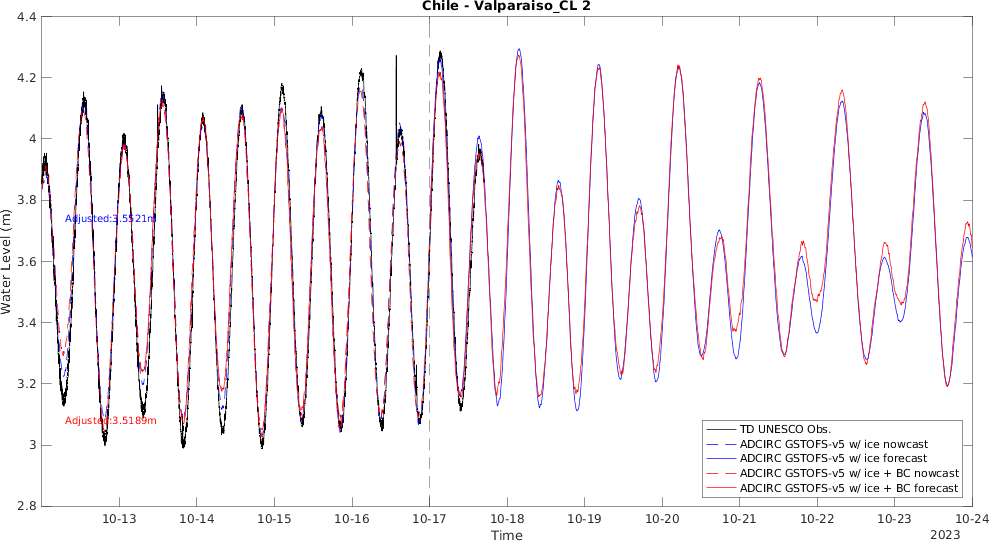 Chile - Valparaiso_CL 2
4.4
4.2
4
3.8
3.6
3.4
3.2
3
2.8
Water Level (m)
Adjusted:3.5521m
Adjusted:3.5189m
TD UNESCO Obs.
ADCIRC GSTOFS-v5 w/ ice nowcast
ADCIRC GSTOFS-v5 w/ ice forecast
ADCIRC GSTOFS-v5 w/ ice + BC nowcast
ADCIRC GSTOFS-v5 w/ ice + BC forecast
10-13 10-14 10-15 10-16 10-17 10-18 10-19 10-20 10-21 10-22 10-23 10-24
Time
2023